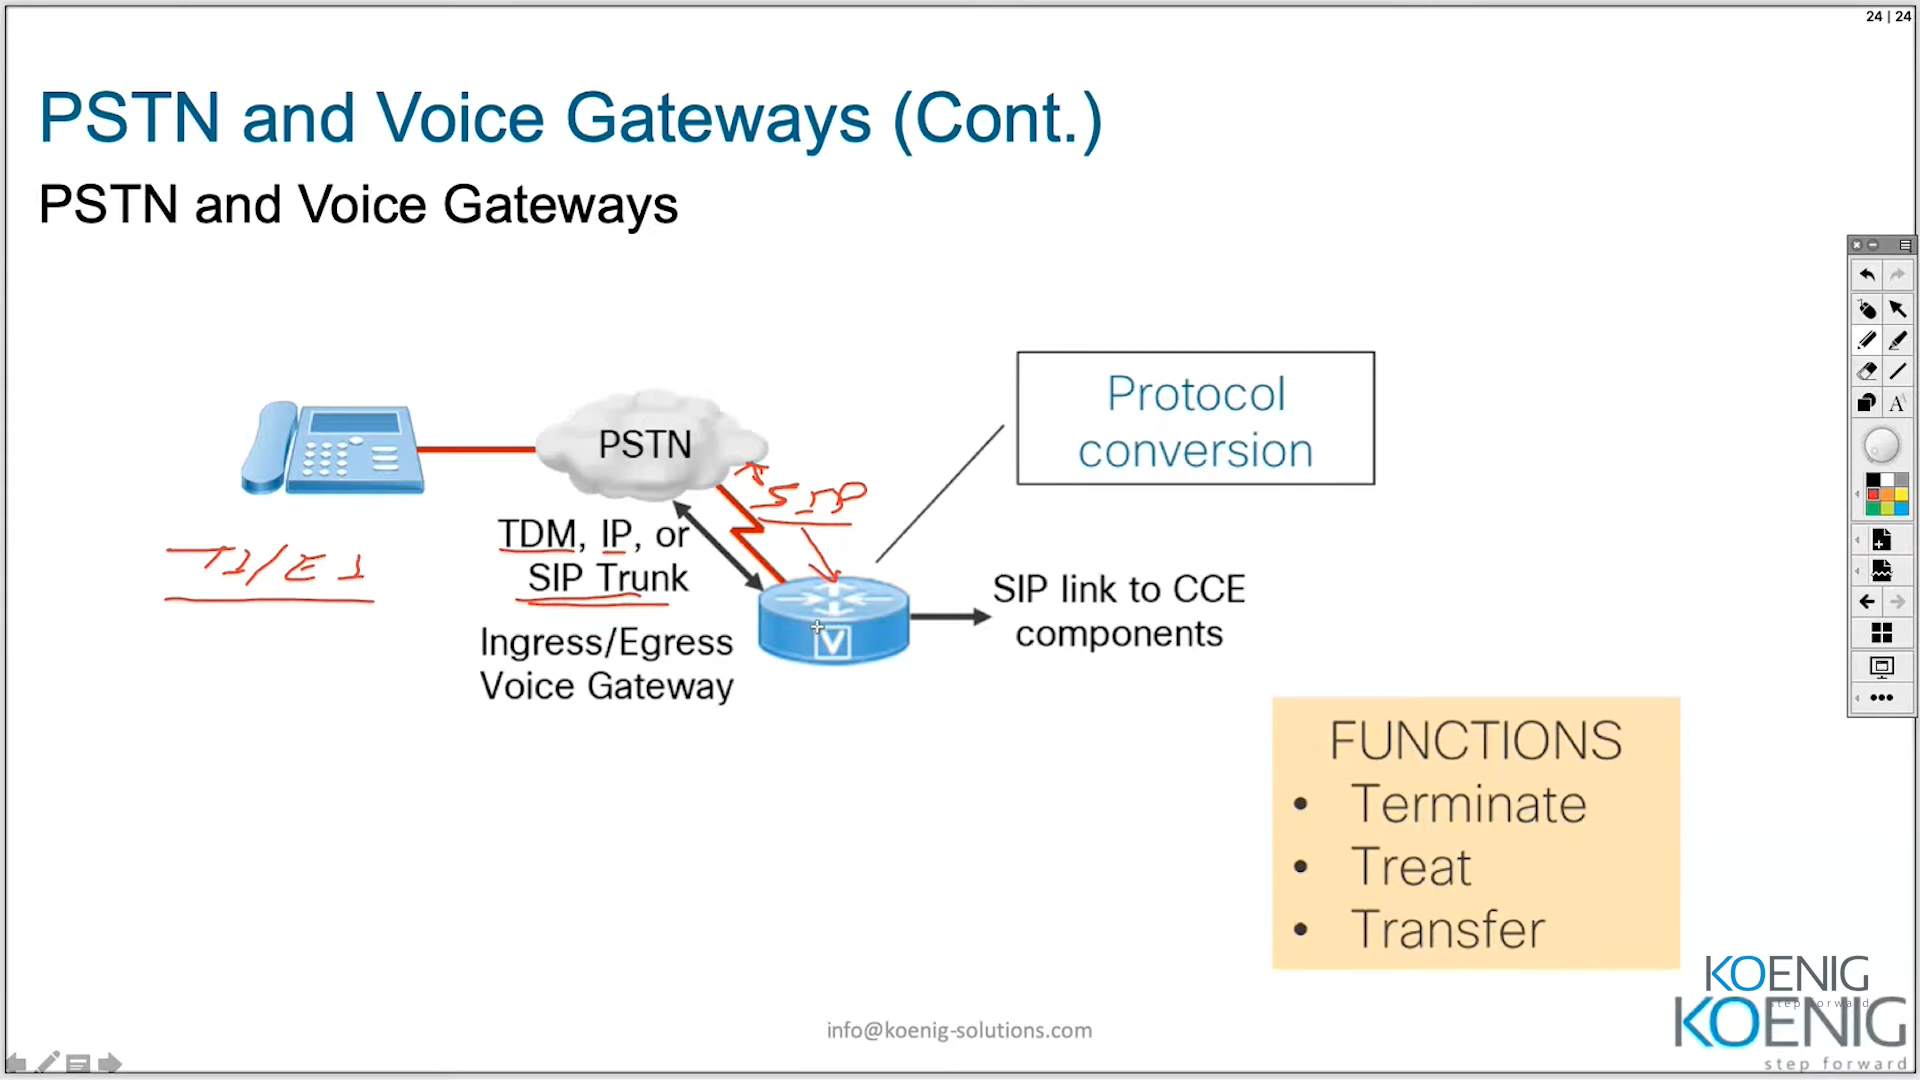 24 | 24
PSTN and Voice Gateways (Cont.)
PSTN and Voice Gateways
Protocol
conversion
PSTN
SIP
TDM, IP, or
SIP Trunk
T1/E1
SIP link to CCE
components
Ingress/Egress
Voice Gateway
V
FUNCTIONS
• Terminate
• Treat
• Transfer
KOENIG
step forward
KOENIG
step forward
info@koenig-solutions.com
A